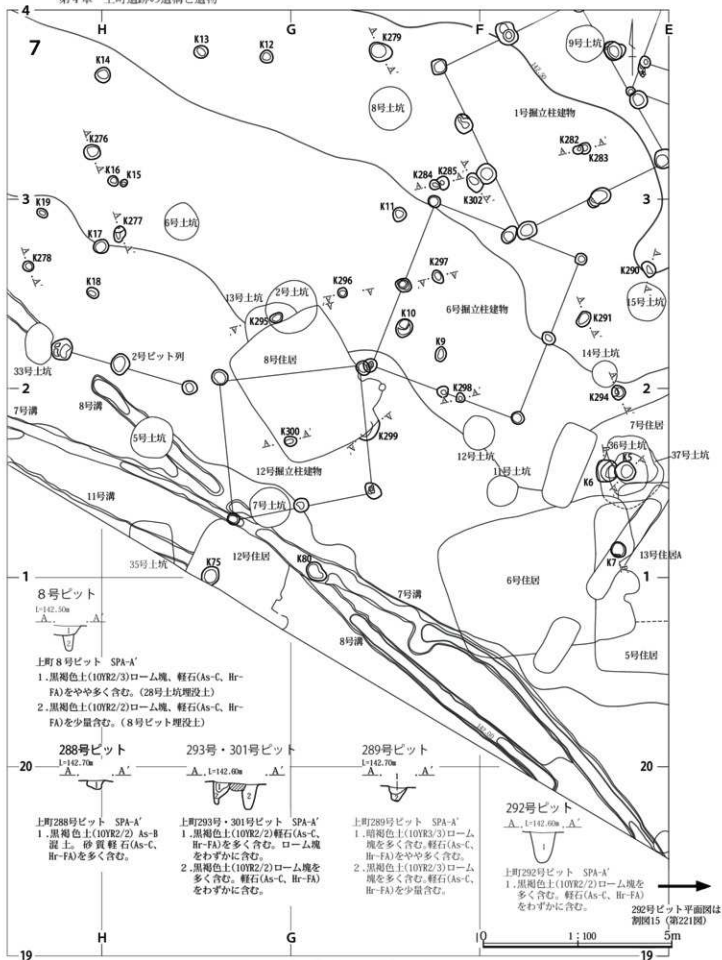 4
H
G
F
E
7
K13
K12
K279
9号土坑
K14
142.30
8号土坑
1号掘立柱建物
K276
K282
K283
K16
K15
K284
K285
K302
3
K19
K11
6号土坑
K277
K17
K278
K297
K290
13号土坑
2号土坑
K296
15号土坑
K18
K295
6号掘立柱建物
K291
K10
8号住居
33号土坑
2号ピット列
K9
14号土坑
2
K298
K294
7号溝
8号溝
7号住居
5号土坑
K300
K299
12号土坑
36号土坑
37号土坑
K5
12号掘立柱建物
11号土坑
K6
11号溝
7号土坑
35号土坑
12号住居
K7
13号住居A
K75
K80
6号住居
1
7号溝
8号溝
5号住居
8号ピット
L=142.50m
A A'
1
2
上町8号ピット SPA-A'
1.黒褐色土(10YR2/3)ローム塊、軽石(As-C、Hr-
FA)をやや多く含む。(28号土坑埋没土)
2.黒褐色土(10YR2/2)ローム塊、軽石(As-C、Hr-
FA)を少量含む。(8号ピット埋没土)
142.00
20
288号ピット
L=142.70m
A A'
上町288号ピット SPA-A'
1.黒褐色土(10YR2/2) As-B
混土。砂質軽石(As-C、
Hr-FA)を多く含む。
293号・301号ピット
A L=142.60m A'
上町293号・301号ピット SPA-A'
1.黒褐色土(10YR2/2)軽石(As-C、
Hr-FA)を多く含む。ローム塊
をわずかに含む。
2.黒褐色土(10YR2/2)ローム塊を
多く含む。軽石(As-C、Hr-FA)
をわずかに含む。
289号ピット
L=142.70m
A 1 A'
2
上町289号ピット SPA-A'
1.暗褐色土(10YR3/3)ローム
塊を多く含む。軽石(As-C、
Hr-FA)をやや多く含む。
2.黒褐色土(10YR2/3)ローム
塊を多く含む。軽石(As-C、
Hr-FA)を少量含む。
292号ピット
A L=142.60m A'
1
上町292号ピット SPA-A'
1.黒褐色土(10YR2/2)ローム塊を
多く含む。軽石(As-C、Hr-FA)
をわずかに含む。
292号ピット平面図は
割図15(第221図)
0 1:100 5m
19
H
G
F
E